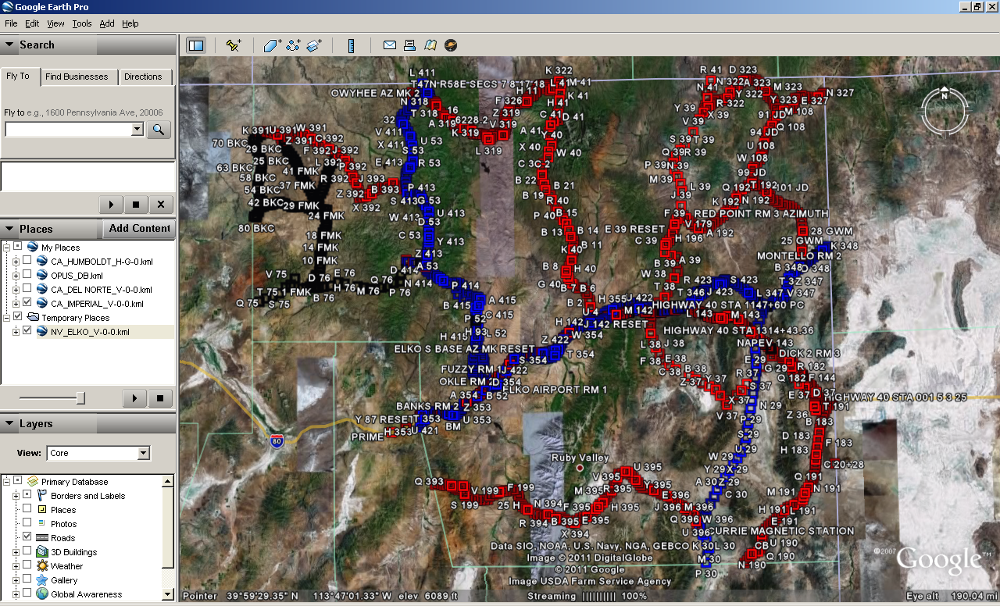 Google Earth Pro
File Edit View Tools Add Help
Search
Fly To Find Businesses Direction
Fly to e.g., 1600 Pennsylvania Ave, 20006
Places
Add Content
My Places
CA_HUMBOLDT_H-G-0.kml
OPUS_DB.kml
CA_DEL NORTE_V-0-0.kml
Temporary Places
NV_ELKO_C-2-0.kml
Layers
View: Core
Primary Database
Borders and Labels
Places
Photos
Roads
3D Buildings
Weather
Gallery
Global Awareness
L 411
K 322
R 41 D 323
T47N R58E SECS 7 8 17 18
M 41
N 322
A 323
M 323
OWYHEE AZ MK 2
H 11
K 41
N 41
Y 322
N 327
N 318
F 326
H 41
R 322
Y 323
E 327
T 318
16
Z 319
C 41
D 41
Y 39
X 39
91 JD
M 108
32
A 319
6228.2
V 319
V 39
Q 108
K 391
U 391
W 391
V 411
K 319
A 41
Y 40
94 JD
70 BKC
Z 391
C 392
X 411
U 53
L 319
X 40
W 40
S 39
T 39
U 108
29 BKC
F 392
J 392
S 53
Q 39
R 39
W 108
25 BKC
L 392
E 413
R 53
C 3
C 2
P 39
N 39
63 BKC
41 FMK
P 392
99 JD
58 BKC
R 392
J 393
B 22
B 21
M 39
54 BKC
37 FMK
Z 392
B 393
P 413
B 19
L 39
Q 192
T 192
101 JD
42 BKC
29 FMK
X 392
S 413
G 53
R 40
J 39
K 192
N 192
24 FMK
W 413
U 413
P 40
B 15
F 39
RED POINT RM 3 AZIMUTH
80 BKC
D 53
B 13
B 14
E 39 RESET
V 179
28 GWM
18 FMK
C 53
Y 413
B 11
C 39
H 196
A 192
25 GWM
14 FMK
K 40
K 348
10 FMK
Z 413
A 39
MONTELLO RM 2
V 75
D 76
E 76
D 414
A 53
B 8
H 40
B 39
B 348
D 348
H 76
Q 76
N 414
P 414
G 40
W 38
R 423
S 423
T 3
Z 347
T 75
1 FMK
M 76
P 76
B 7
B 6
T 38
T 346
J 423
L 347
V 347
Q 75
S 75
B 76
B 415
A 415
B 2
H 355
U 422
HIGHWAY 40 STA 1147+60 PC
P 52
C 415
U 4
M 142
L 143
M 143
H 93
L 52
H 142
J 142 RESET
HIGHWAY 40 STA 1314+43.36
H 415
Z 422
W 354
L 38
J 38
NAPEV 143
ELKO S BASE AZ MK RESET
T 354
F 38
E 38
E 29
DICK 2 RM 3
FUZZY RM 1
J 422
S 354
C 38
B 38
G 29
R 182
OKLE RM 2
D 354
Z 37
Y 37
R 37
Q 182
F 144
ELKO AIRPORT RM 1
S 37
D 37
A 354
B 52
X 37
E 37
HIGHWAY 40 STA 001 5 3 25
BANKS RM 2
Z 353
N 29
T 191
Y 87 RESET
T 353
U 353
V 37
P 29
Z 36
B 183
PRIME
H 353
U 421
BM
S 29
D 183
F 183
80
U 29
H 183
Ruby Valley
W 29
C 20+28
U 395
Y 29
X 29
Q 191
Q 393
V 395
A 30
Z 29
N 191
V 199
F 199
M 395
R 395
Y 395
C 30
M 191
S 199
25 H
N 394
F 395
H 395
E 396
J 396
M 396
H 191
L 191
R 394
B 395
E 395
Q 396
W 396
E 191
X 394
U 396
CURRIE MAGNETIC STATION
K 30
L 30
CB
U 190
M 30
Q 190
P 30
N 190
Data SIO, NOAA, U.S. Navy, NGA, GEBCO
Image © 2011 DigitalGlobe
© 2011 Google
Image USDA Farm Service Agency
N
©2007 Google™
Pointer 39°59'29.35" N 113°47'01.33" W elev 6089 ft
Streaming |||||||||| 100%
Eye alt 190.04 mi